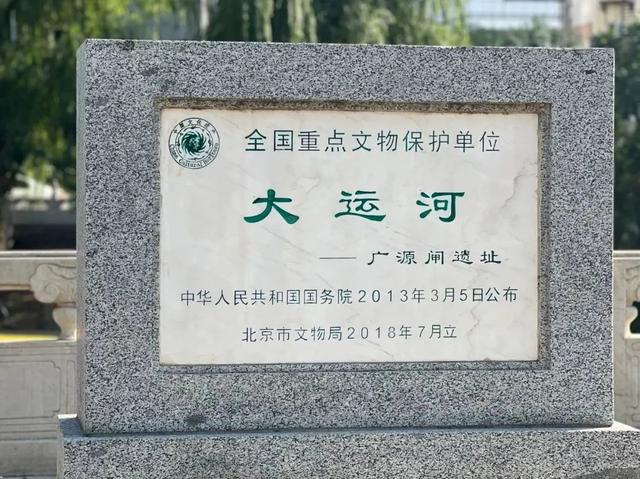 全国重点文物保护单位
大运河
——广源闸遗址
中华人民共和国国务院2013年3月5日公布
北京市文物局2018年7月立